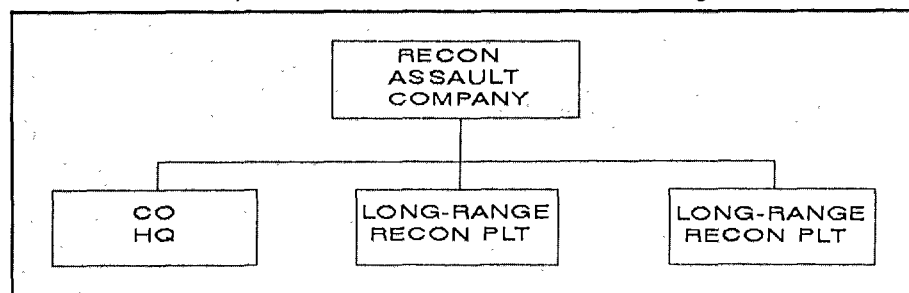 RECON
ASSAULT
COMPANY
CO
HQ
LONG-RANGE
RECON PLT
LONG-RANGE
RECON PLT